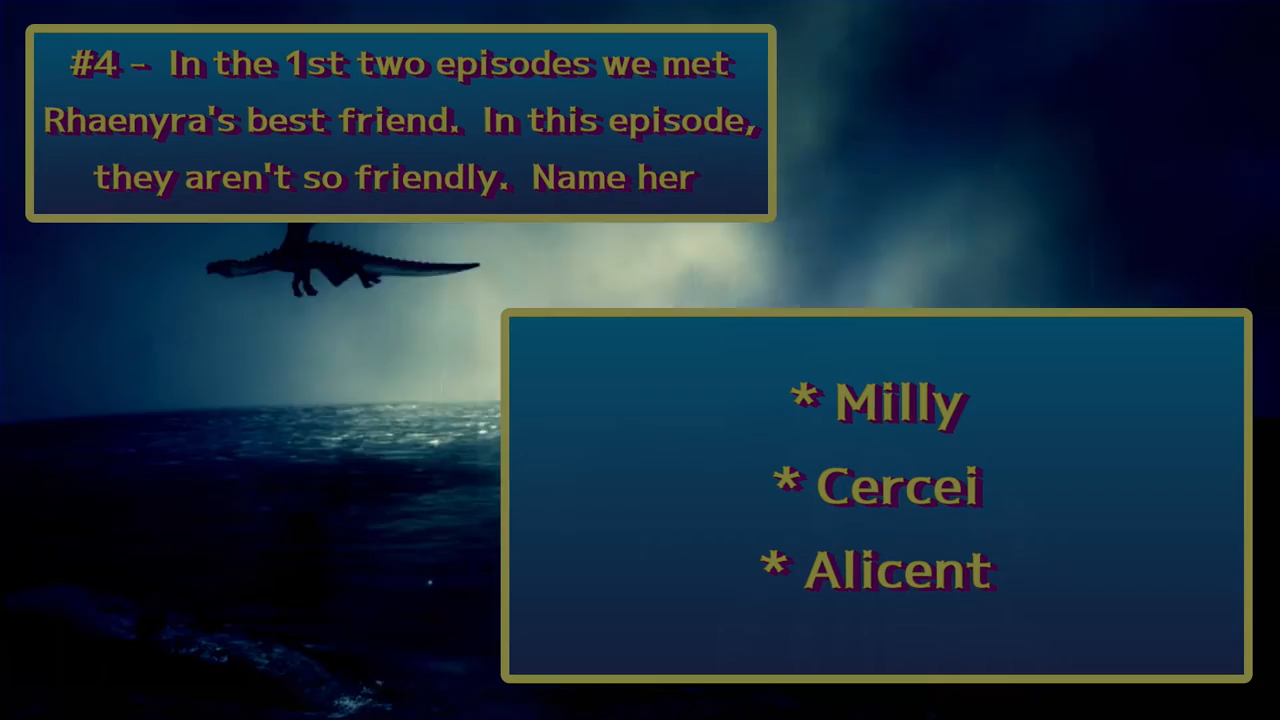 #4 -  In the 1st two episodes we met
Rhaenyra's best friend.  In this episode,
they aren't so friendly.  Name her
* Milly
* Cercei
* Alicent